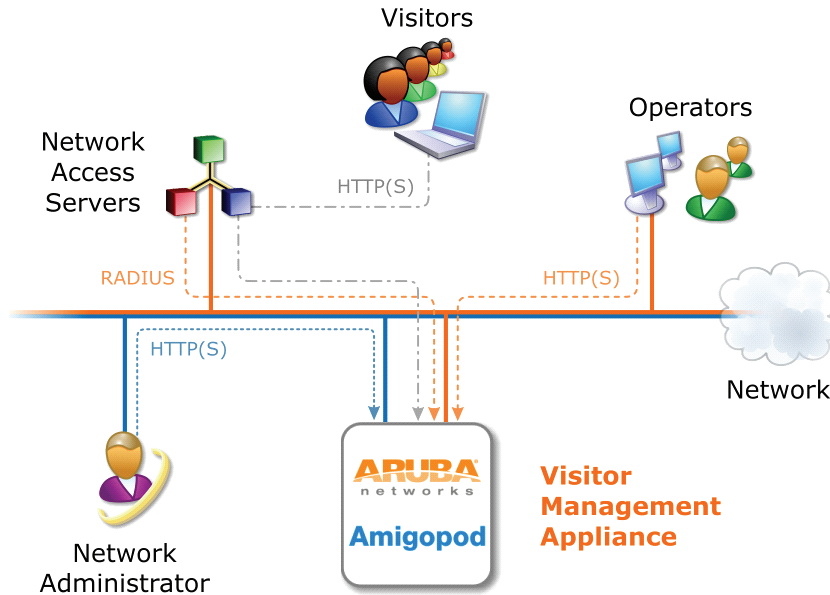 Visitors
Operators
Network
Access
Servers
HTTP(S)
RADIUS
HTTP(S)
HTTP(S)
Network
ARUBA®
networks
Amigopod
Visitor
Management
Appliance
Network
Administrator